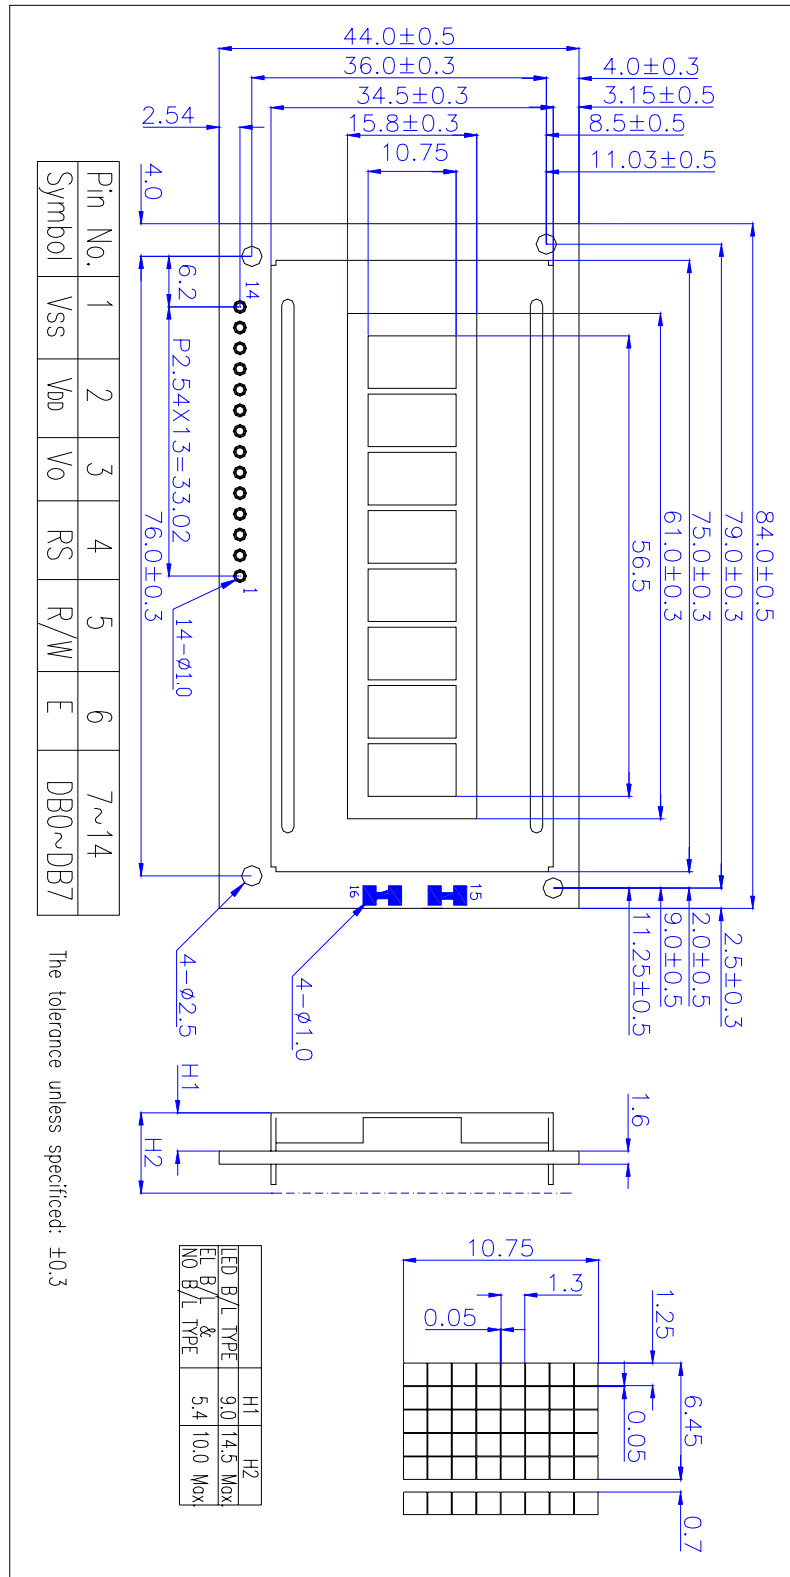 44.0±0.5
36.0±0.3
34.5±0.3
15.8±0.3
10.75
2.54
4.0±0.3
3.15±0.5
8.5±0.5
11.03±0.5
84.0±0.5
79.0±0.3
75.0±0.3
61.0±0.3
56.5
4.0
6.2
14
P2.54X13=33.02
76.0±0.3
1
14-ø1.0
16
15
4-ø2.5
4-ø1.0
2.5±0.3
2.0±0.5
9.0±0.5
11.25±0.5
Pin No. 1 2 3 4 5 6 7~14
Symbol VSS VDD Vo RS R/W E DB0~DB7
The tolerance unless specificed: ±0.3
H1
H2
1.6
H1 H2
LED B/L TYPE 9.0 14.5 Max
EL B/L &
NO B/L TYPE 5.4 10.0 Max
10.75
1.3
0.05
1.25
0.05
6.45
0.7